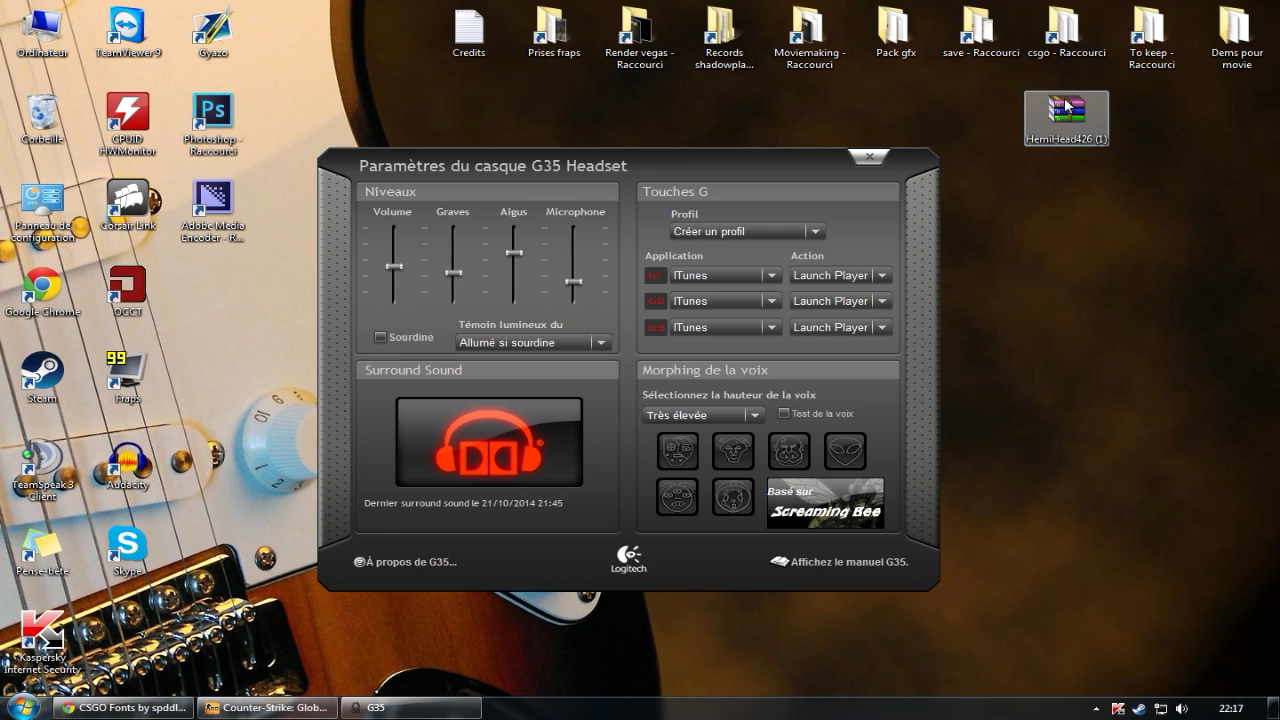 Ordinateur
TeamViewer 9
Gyazo
Credits
Prises fraps
Render vegas -
Raccourci
Records
shadowpla...
Moviemaking -
Raccourci
Pack gfx
save - Raccourci
csgo - Raccourci
To keep -
Raccourci
Dems pour
movie
Corbeille
CPUID
HWMonitor
Ps
Photoshop -
Raccourci
HemiHead426 (1)
Panneau de
configuration
Corsair Link
Adobe Media
Encoder - R...
Google Chrome
OCCT
Steam
99
Fraps
TeamSpeak 3
Client
Audacity
Pense-bête
Skype
Kaspersky
Internet Security
Paramètres du casque G35 Headset
Niveaux
Volume
Graves
Aigus
Microphone
Sourdine
Témoin lumineux du
Allumé si sourdine
Touches G
Profil
Créer un profil
Application
Action
G1
ITunes
Launch Player
G2
ITunes
Launch Player
G3
ITunes
Launch Player
Surround Sound
Dernier surround sound le 21/10/2014 21:45
Morphing de la voix
Sélectionnez la hauteur de la voix
Très élevée
Test de la voix
Basé sur
Screaming Bee
À propos de G35...
Logitech
Affichez le manuel G35.
CSGO Fonts by spddl...
Counter-Strike: Glob...
G35
22:17